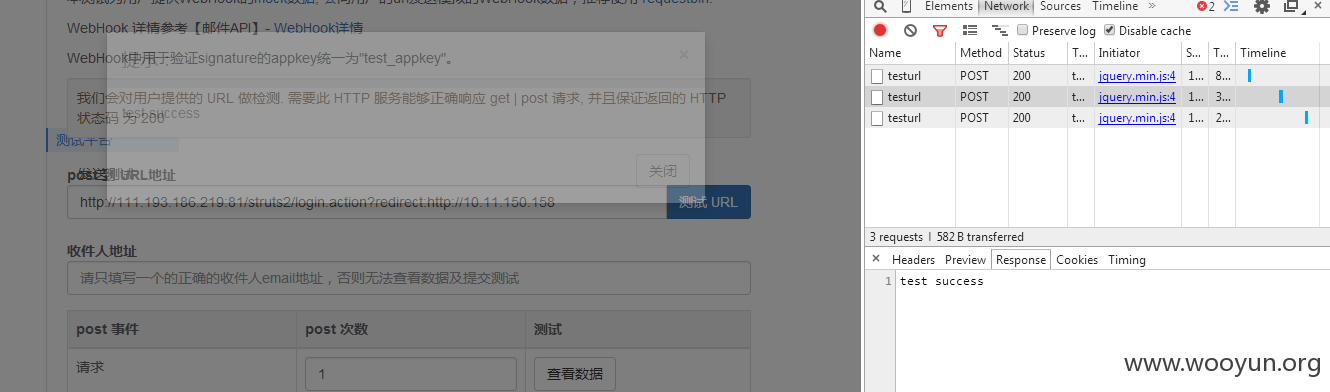 WebHook 详情参考【邮件API】- WebHook详情
WebHook中用于验证signature的appkey统一为"test_appkey"。
×
我们会对用户提供的 URL 做检测. 需要此 HTTP 服务能够正确响应 get | post 请求, 并且保证返回的 HTTP
状态码 为 200
test success
测试平台
关闭
URL地址
http://111.193.186.219:81/struts2/login.action?redirect:http://10.11.150.158
测试 URL
收件人地址
请只填写一个的正确的收件人email地址，否则无法查看数据及提交测试
post 事件 post 次数 测试
请求 1 查看数据
Elements Network Sources Timeline » 2 ×
Preserve log Disable cache
Name Method Status T... Initiator S... T... Timeline
testurl POST 200 t... jquery.min.js:4 1... 8...
testurl POST 200 t... jquery.min.js:4 1... 3...
testurl POST 200 t... jquery.min.js:4 1... 2...
3 requests | 582 B transferred
× Headers Preview Response Cookies Timing
1 test success
www.wooyun.org